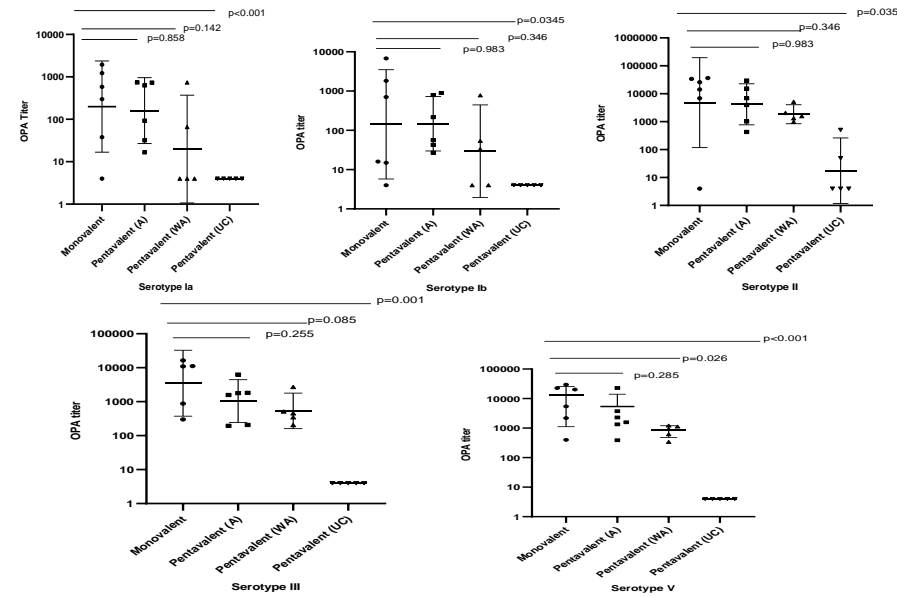 p<0.001
p=0.142
p=0.858
10000
1000
100
10
1
OPA Titer
Monovalent
Pentavalent (A)
Pentavalent (WA)
Pentavalent (UC)
Serotype Ia
p=0.0345
p=0.346
p=0.983
10000
1000
100
10
1
OPA titer
Monovalent
Pentavalent (A)
Pentavalent (WA)
Pentavalent (UC)
Serotype Ib
p=0.035
p=0.346
p=0.983
1000000
100000
10000
1000
100
10
1
OPA titer
Monovalent
Pentavalent (A)
Pentavalent (WA)
Pentavalent (UC)
Serotype II
p=0.001
p=0.085
p=0.255
100000
10000
1000
100
10
1
OPA titer
Monovalent
Pentavalent (A)
Pentavalent (WA)
Pentavalent (UC)
Serotype III
p<0.001
p=0.026
p=0.285
100000
10000
1000
100
10
1
OPA titer
Monovalent
Pentavalent (A)
Pentavalent (WA)
Pentavalent (UC)
Serotype V